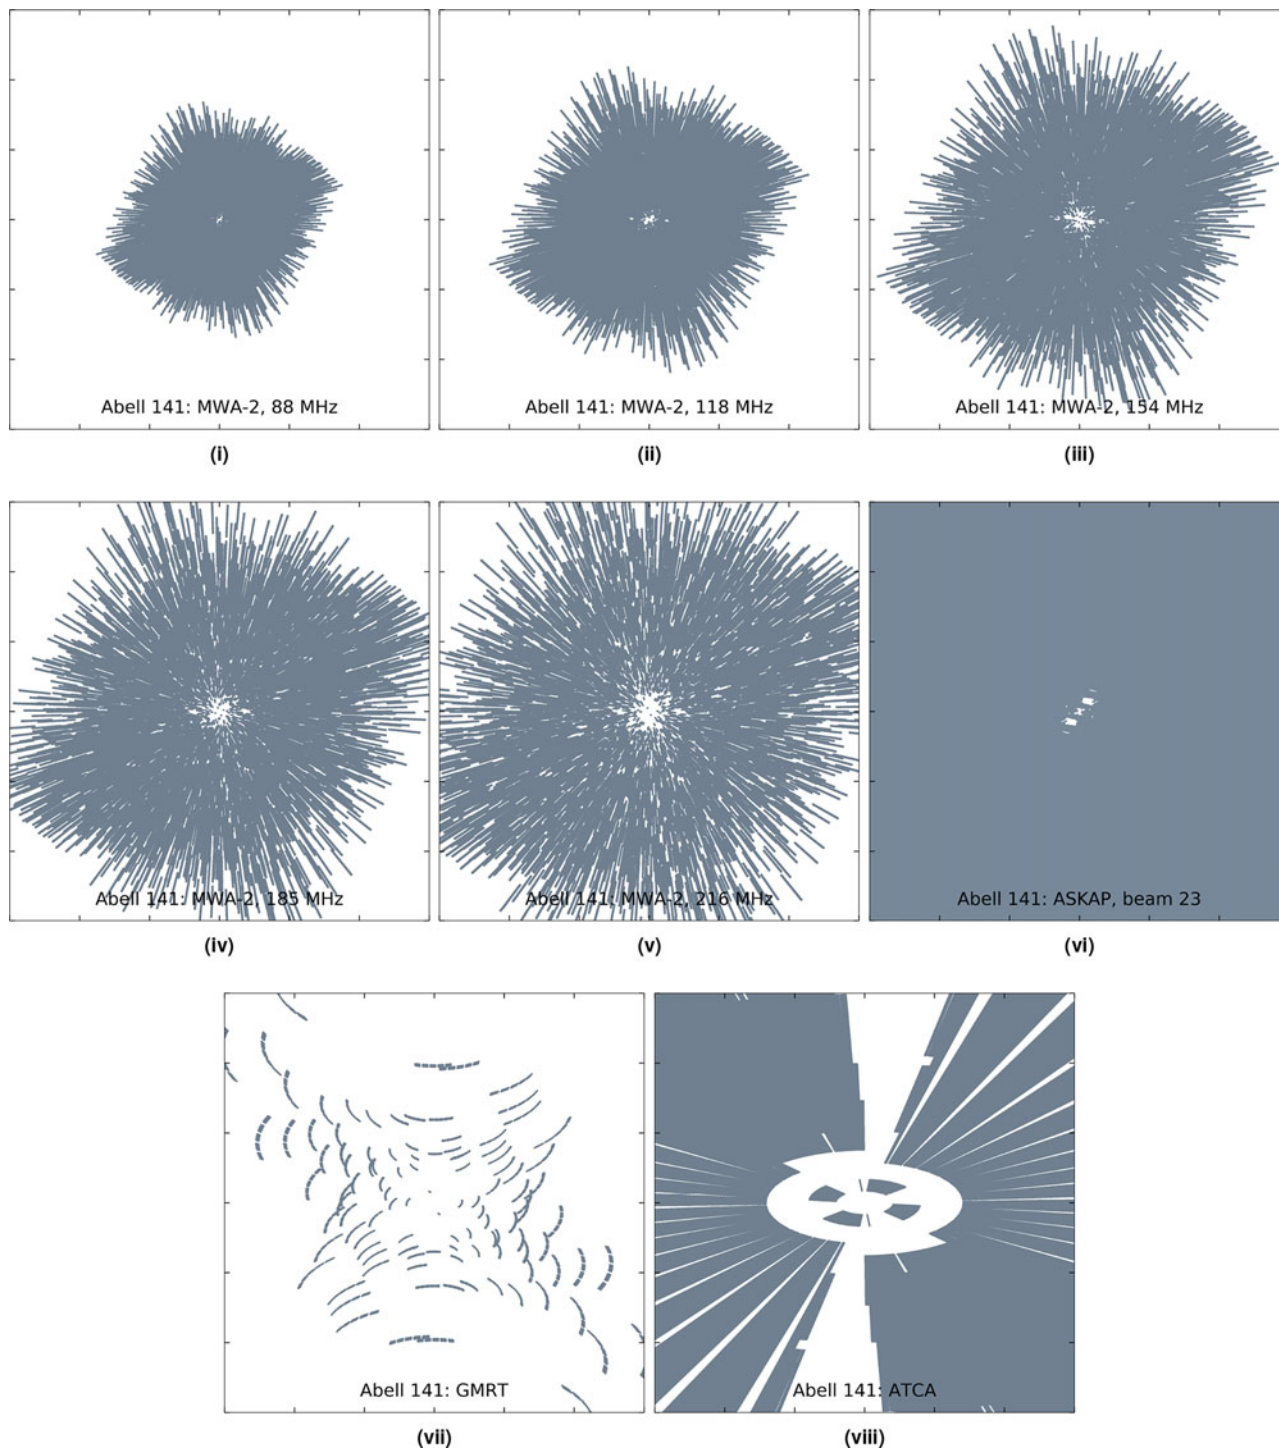 Abell 141: MWA-2, 88 MHz
(i)
Abell 141: MWA-2, 118 MHz
(ii)
Abell 141: MWA-2, 154 MHz
(iii)
Abell 141: MWA-2, 185 MHz
(iv)
Abell 141: MWA-2, 216 MHz
(v)
Abell 141: ASKAP, beam 23
(vi)
Abell 141: GMRT
(vii)
Abell 141: ATCA
(viii)